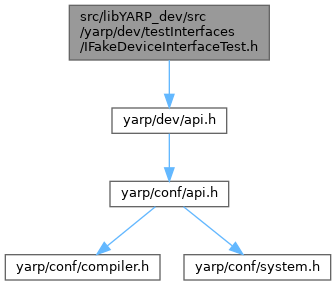 src/libYARP_dev/src
/yarp/dev/testInterfaces
/IFakeDeviceInterfaceTest.h
yarp/dev/api.h
yarp/conf/api.h
yarp/conf/compiler.h
yarp/conf/system.h